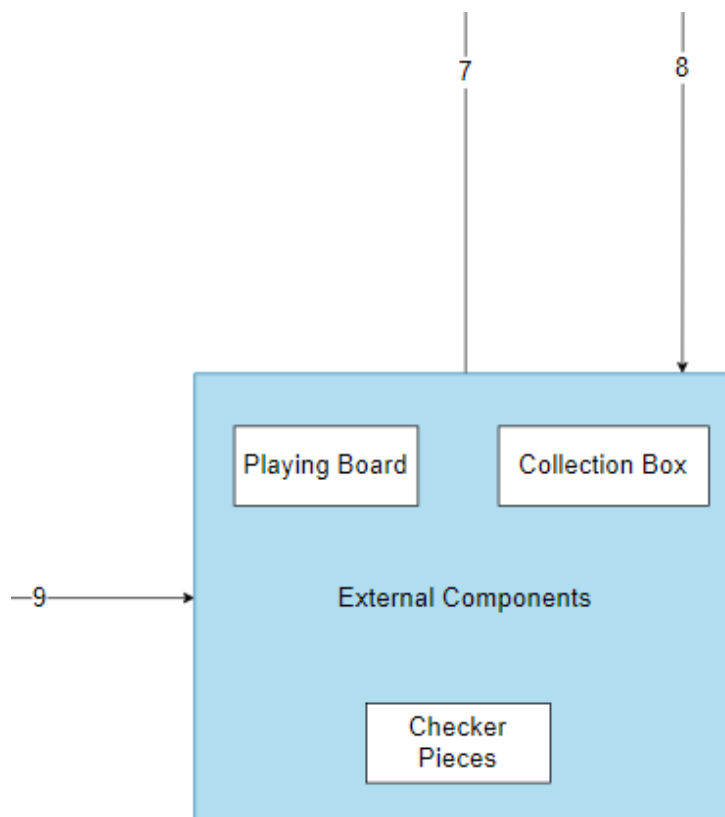 7
8
Playing Board
Collection Box
9
External Components
Checker
Pieces